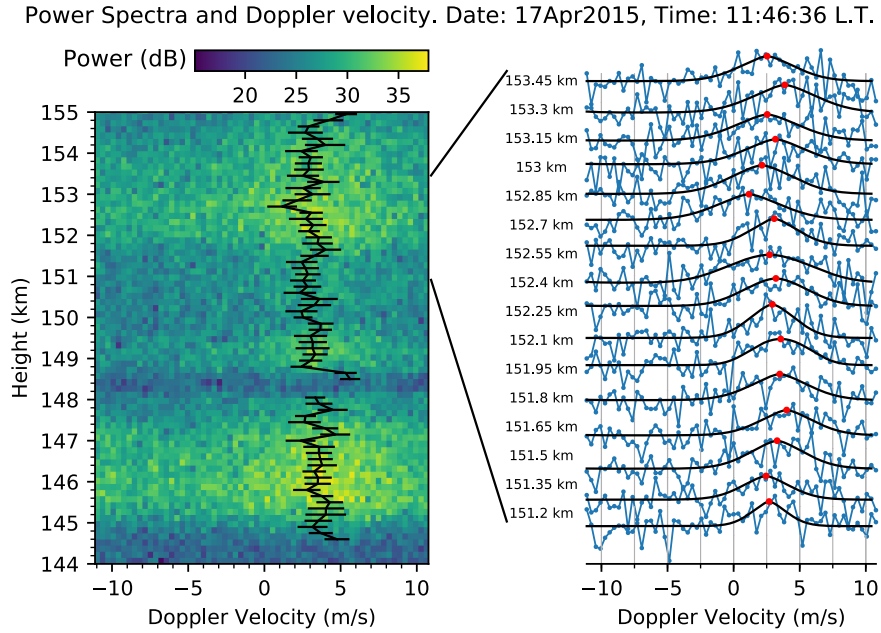 Power Spectra and Doppler velocity. Date: 17Apr2015, Time: 11:46:36 L.T.
Power (dB)
20 25 30 35
Height (km)
155
154
153
152
151
150
149
148
147
146
145
144
−10 −5 0 5 10
Doppler Velocity (m/s)
153.45 km
153.3 km
153.15 km
153 km
152.85 km
152.7 km
152.55 km
152.4 km
152.25 km
152.1 km
151.95 km
151.8 km
151.65 km
151.5 km
151.35 km
151.2 km
−10 −5 0 5 10
Doppler Velocity (m/s)